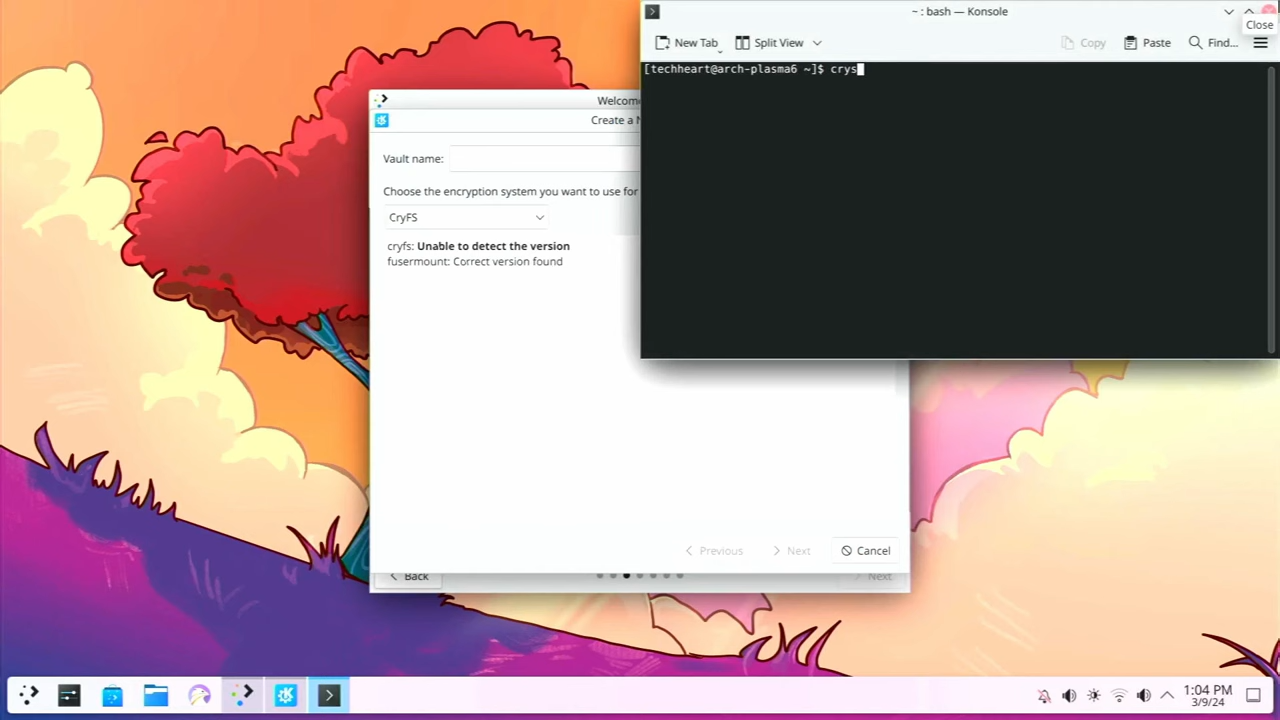 ~ : bash — Konsole
Close
New Tab
Split View
Copy
Paste
Find...
[techheart@arch-plasma6 ~]$ crys
Welcom
Create a N
Vault name:
Choose the encryption system you want to use for
CryFS
cryfs: Unable to detect the version
fusermount: Correct version found
Previous
Next
Cancel
Back
Next
1:04 PM
3/9/24